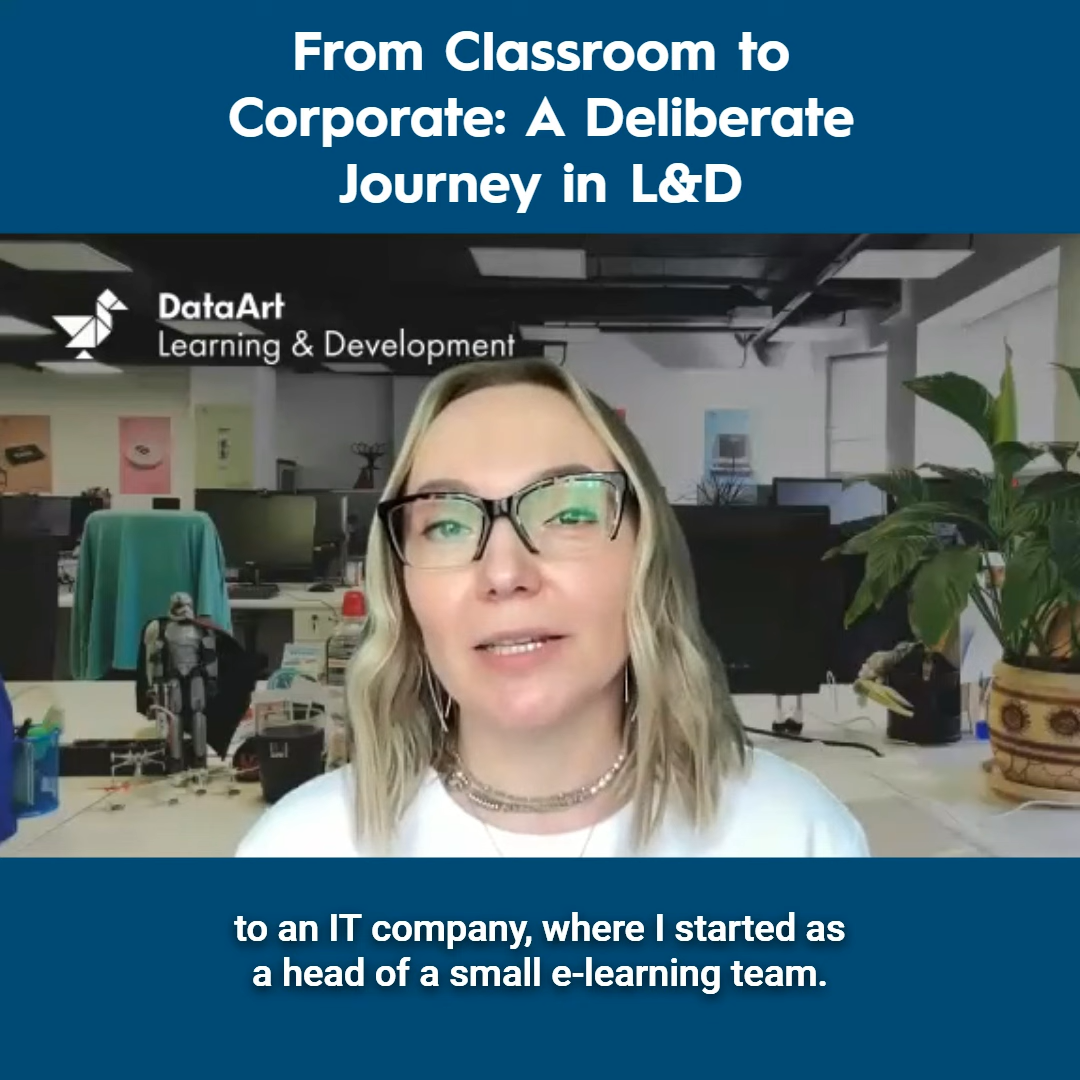 From Classroom to
Corporate: A Deliberate
Journey in L&D
DataArt
Learning & Development
to an IT company, where I started as
a head of a small e-learning team.